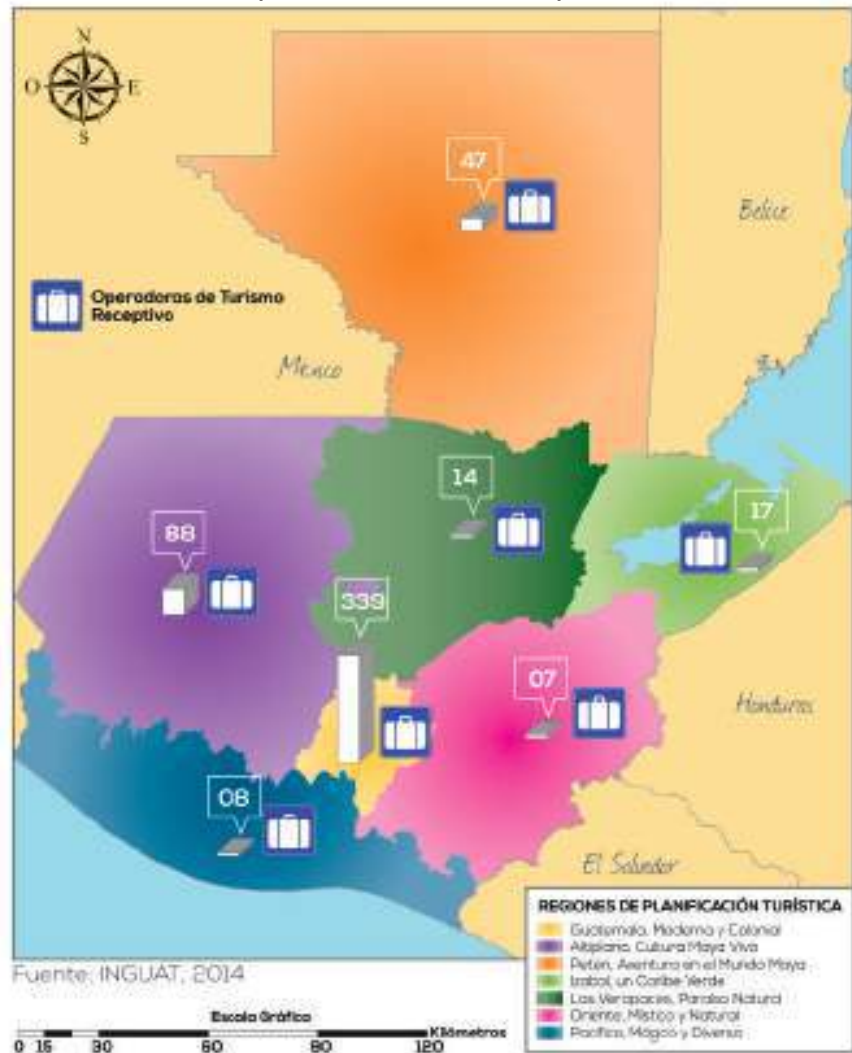 N
O E
S
47
Belice
Operadoras de Turismo
Receptivo
Mexico
14
17
88
339
07
Honduras
08
El Salvador
REGIONES DE PLANIFICACIÓN TURÍSTICA
Guatemala, Moderna y Colonial
Altiplano, Cultura Maya Viva
Petén, Aventura en el Mundo Maya
Izabal, un Caribe Verde
Las Verapaces, Paraíso Natural
Oriente, Místico y Natural
Pacífico, Mágico y Diverso
Fuente: INGUAT, 2014
Escala Gráfica
Kilómetros
0 15 30 60 90 120